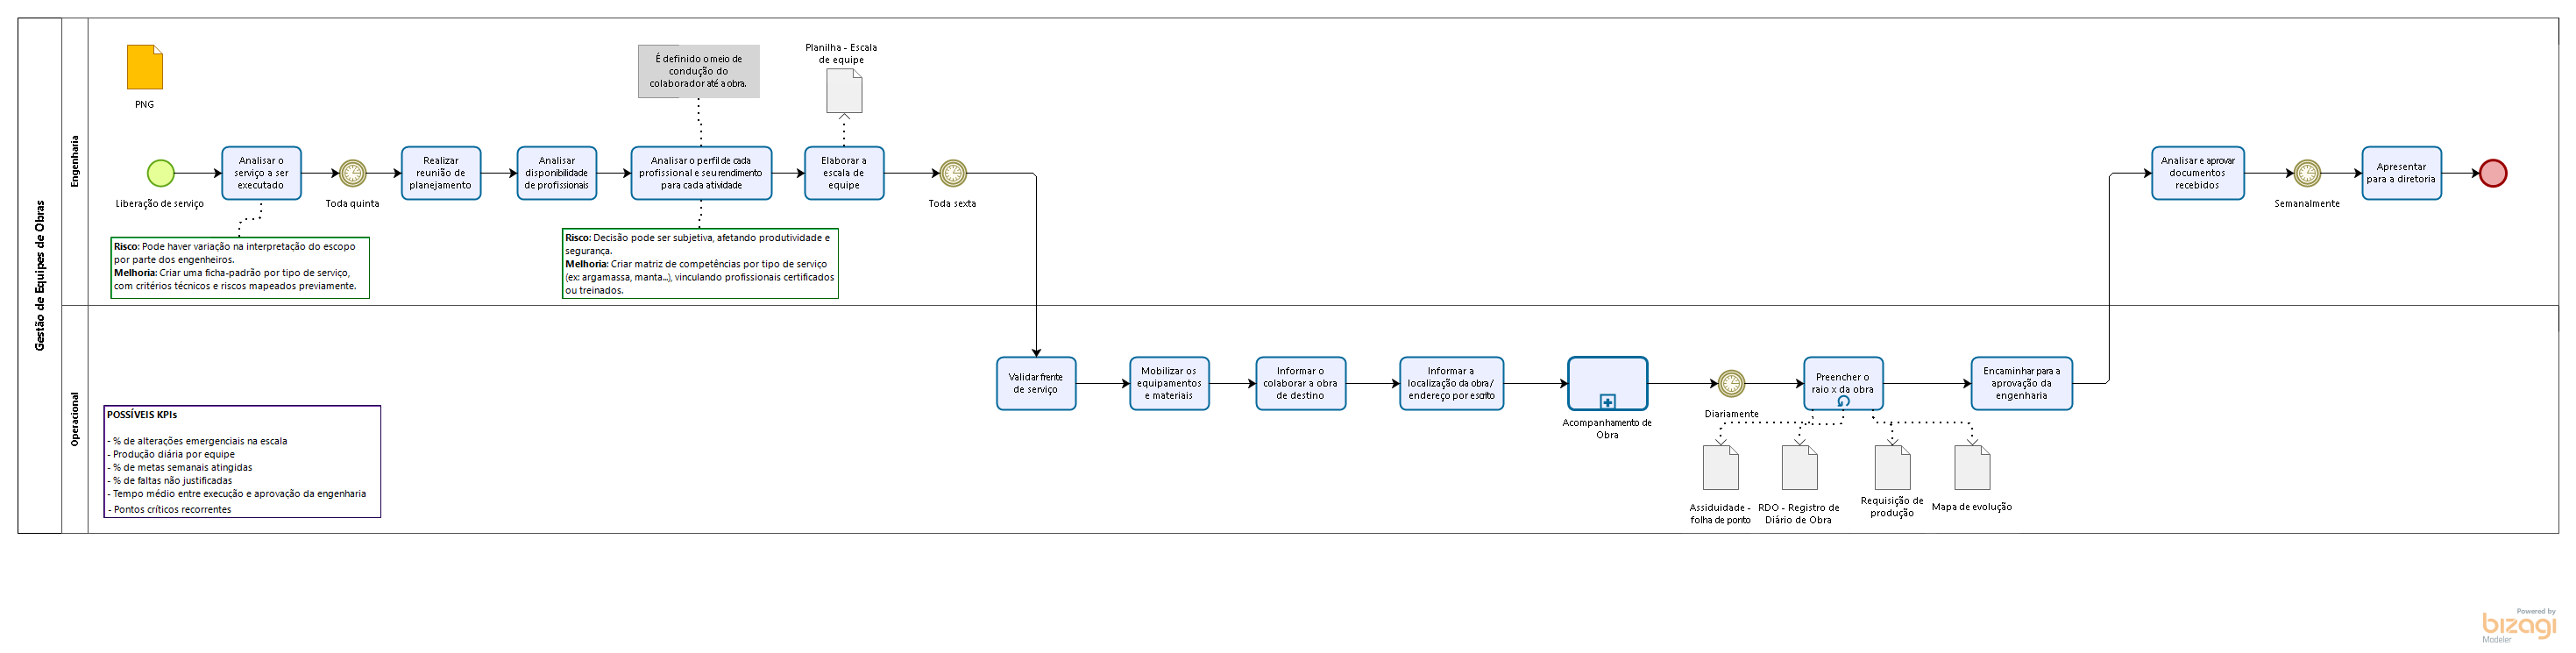 Gestão de Equipes de Obras
Engenharia
PNG
Liberação de serviço
Analisar o
serviço a ser
executado
Risco: Pode haver variação na interpretação do escopo
por parte dos engenheiros.
Melhoria: Criar uma ficha-padrão por tipo de serviço,
com critérios técnicos e riscos mapeados previamente.
Toda quinta
Realizar
reunião de
planejamento
Analisar
disponibilidade
de profissionais
É definido o meio de
condução do
colaborador até a obra.
Analisar o perfil de cada
profissional e seu rendimento
para cada atividade
Risco: Decisão pode ser subjetiva, afetando produtividade e
segurança.
Melhoria: Criar matriz de competências por tipo de serviço
(ex: argamassa, manta...), vinculando profissionais certificados
ou treinados.
Planilha - Escala
de equipe
Elaborar a
escala de
equipe
Toda sexta
Analisar e aprovar
documentos
recebidos
Semanalmente
Apresentar
para a diretoria
Operacional
POSSÍVEIS KPIs
- % de alterações emergenciais na escala
- Produção diária por equipe
- % de metas semanais atingidas
- % de faltas não justificadas
- Tempo médio entre execução e aprovação da engenharia
- Pontos críticos recorrentes
Validar frente
de serviço
Mobilizar os
equipamentos
e materiais
Informar o
colaborar a obra
de destino
Informar a
localização da obra/
endereço por escrito
Acompanhamento de
Obra
Diariamente
Preencher o
raio x da obra
Encaminhar para a
aprovação da
engenharia
Assiduidade -
folha de ponto
RDO - Registro de
Diário de Obra
Requisição de
produção
Mapa de evolução
Powered by
bizagi
Modeler